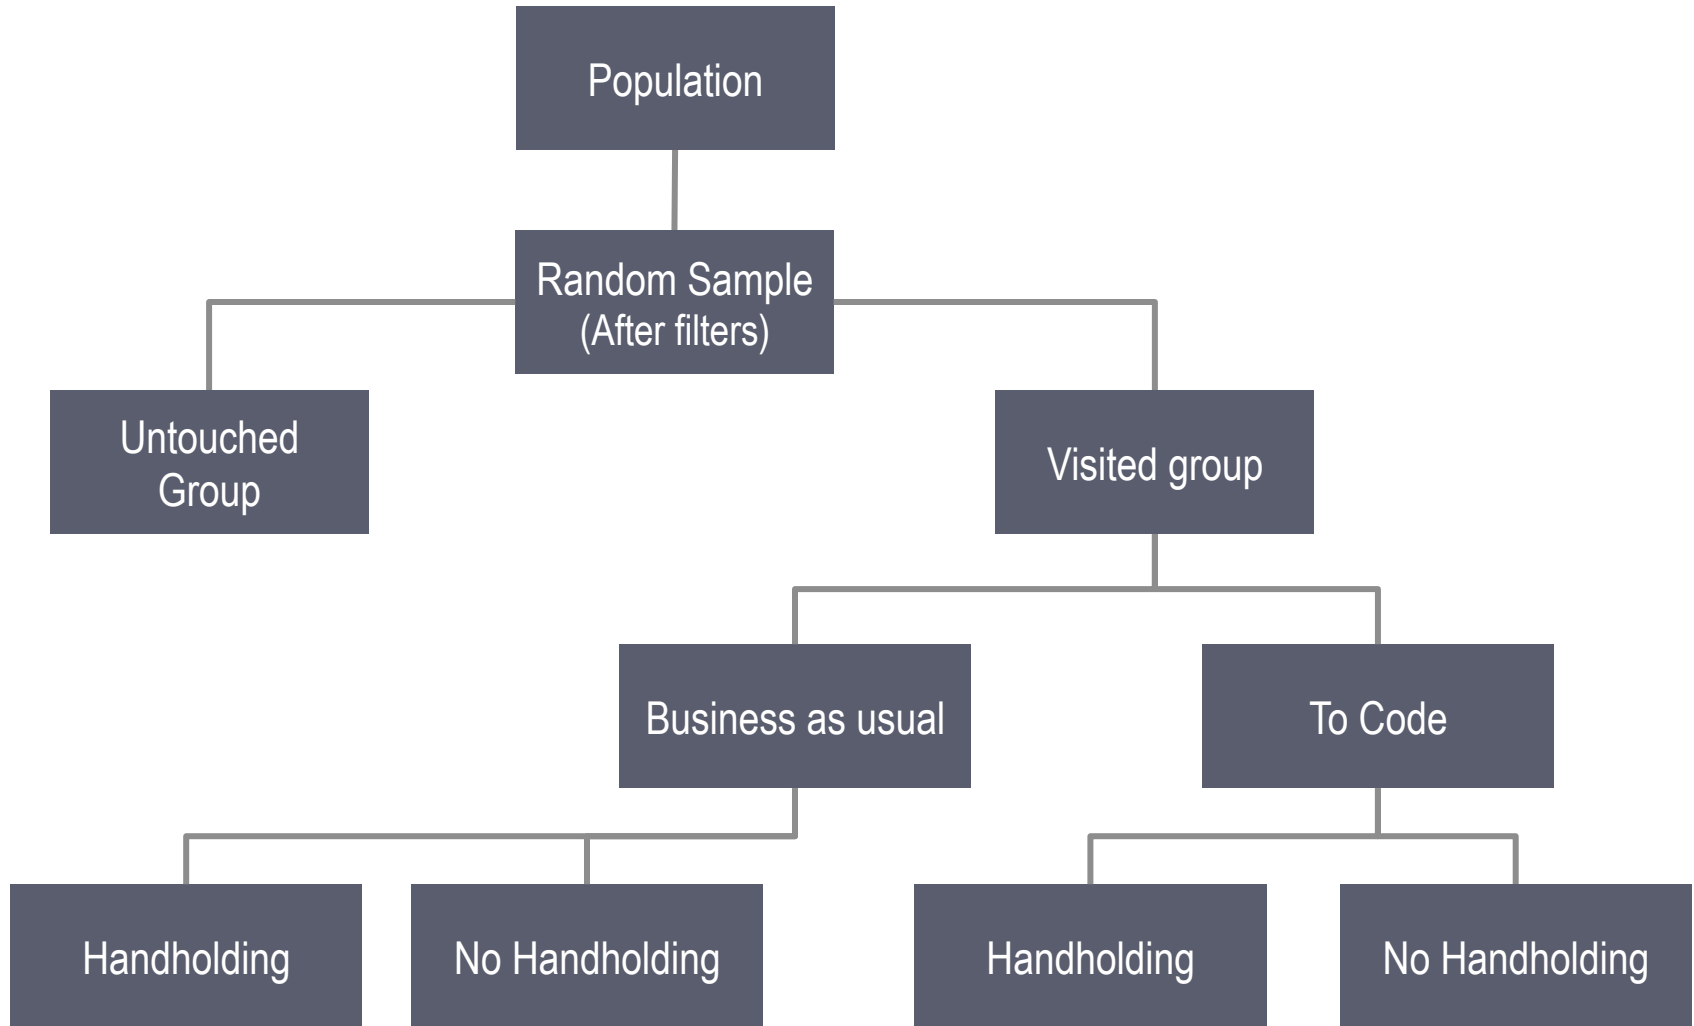 Population
Random Sample
(After filters)
Untouched
Group
Visited group
Business as usual
To Code
Handholding
No Handholding
Handholding
No Handholding